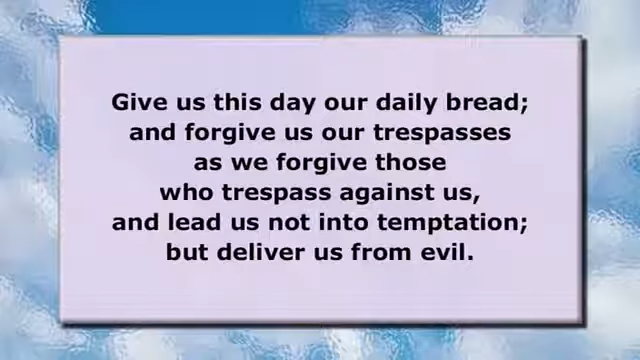 Give us this day our daily bread;
and forgive us our trespasses
as we forgive those
who trespass against us,
and lead us not into temptation;
but deliver us from evil.